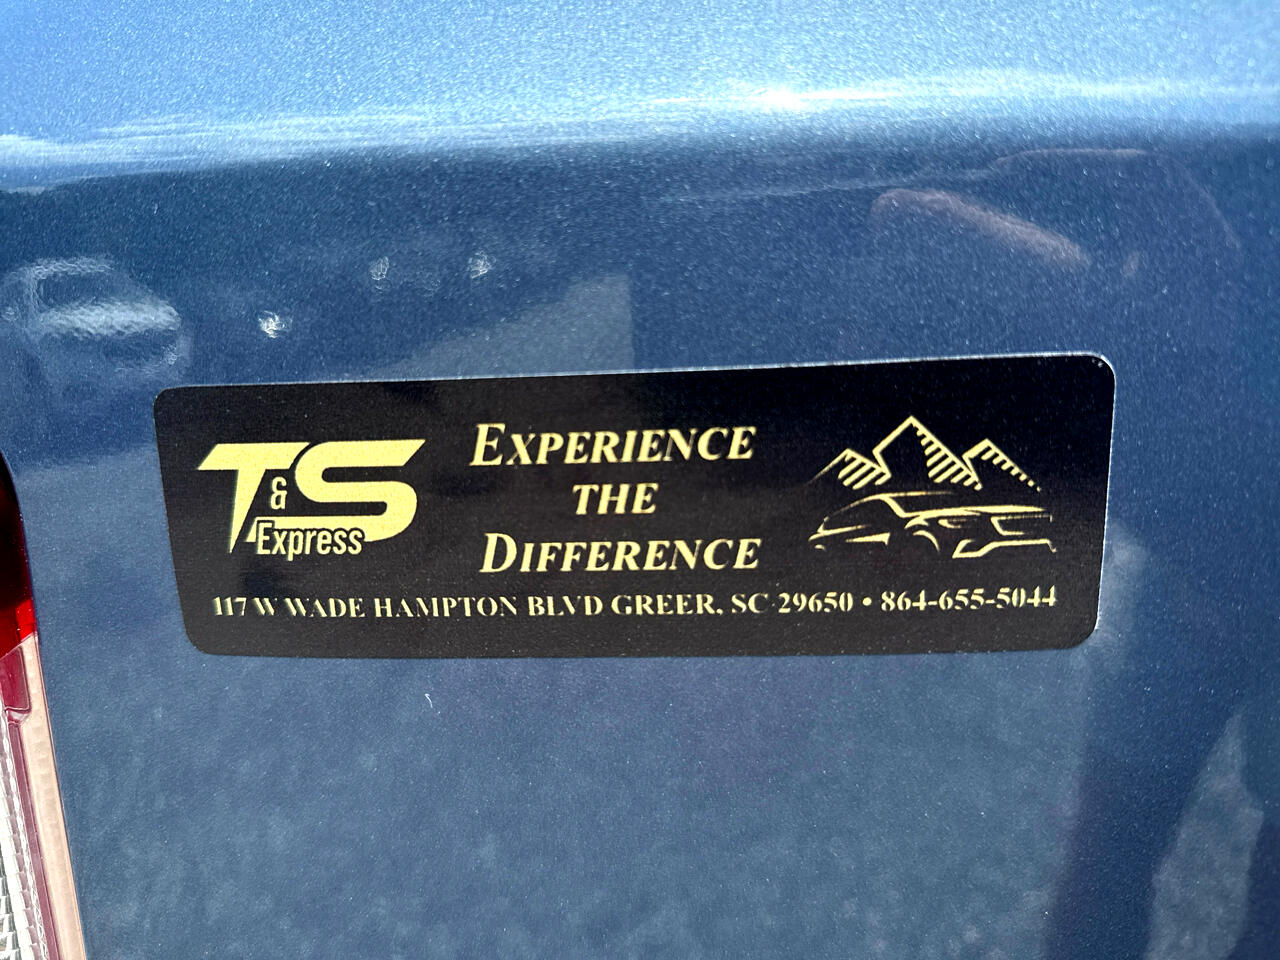 T&S
Express
EXPERIENCE
THE
DIFFERENCE
117 W WADE HAMPTON BLVD GREER, SC 29650 • 864-655-5044